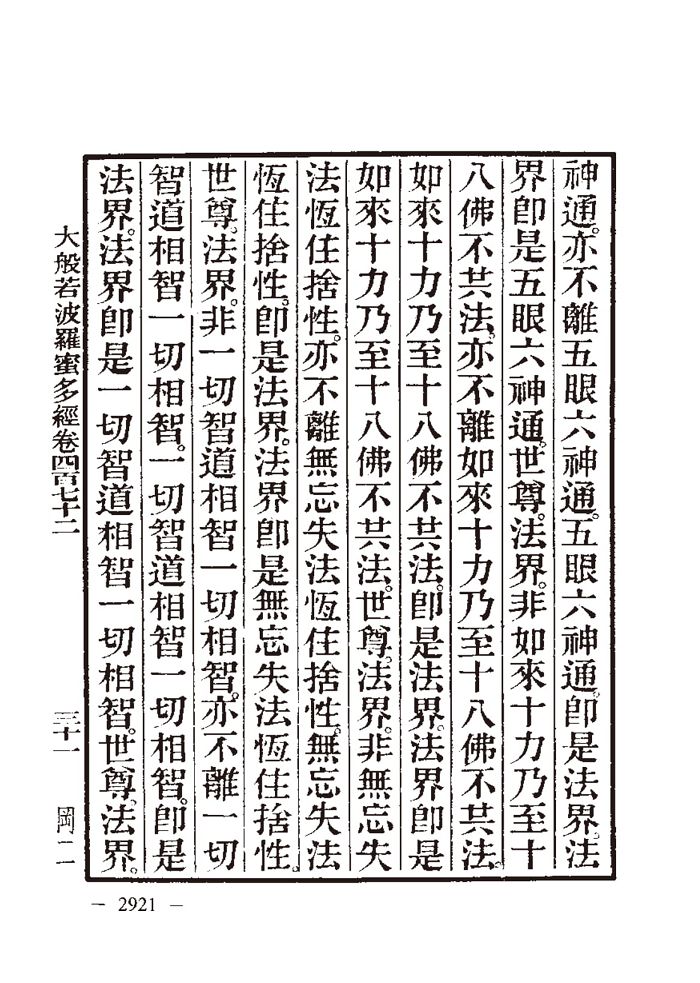 神通。亦不離五眼六神通。五眼六神通。卽是法界。法
界卽是五眼六神通。世尊。法界。非如來十力乃至十
八佛不共法。亦不離如來十力乃至十八佛不共法。
如來十力乃至十八佛不共法。卽是法界。法界卽是
如來十力乃至十八佛不共法。世尊。法界。非無忘失
法恆住捨性。亦不離無忘失法恆住捨性。無忘失法
恆住捨性。卽是法界。法界卽是無忘失法恆住捨性。
世尊。法界。非一切智道相智一切相智。亦不離一切
智道相智一切相智。一切智道相智一切相智。卽是
法界。法界卽是一切智道相智一切相智。世尊。法界。
大般若波羅蜜多經卷四百七十二 三十一 岡二
— 2921 —